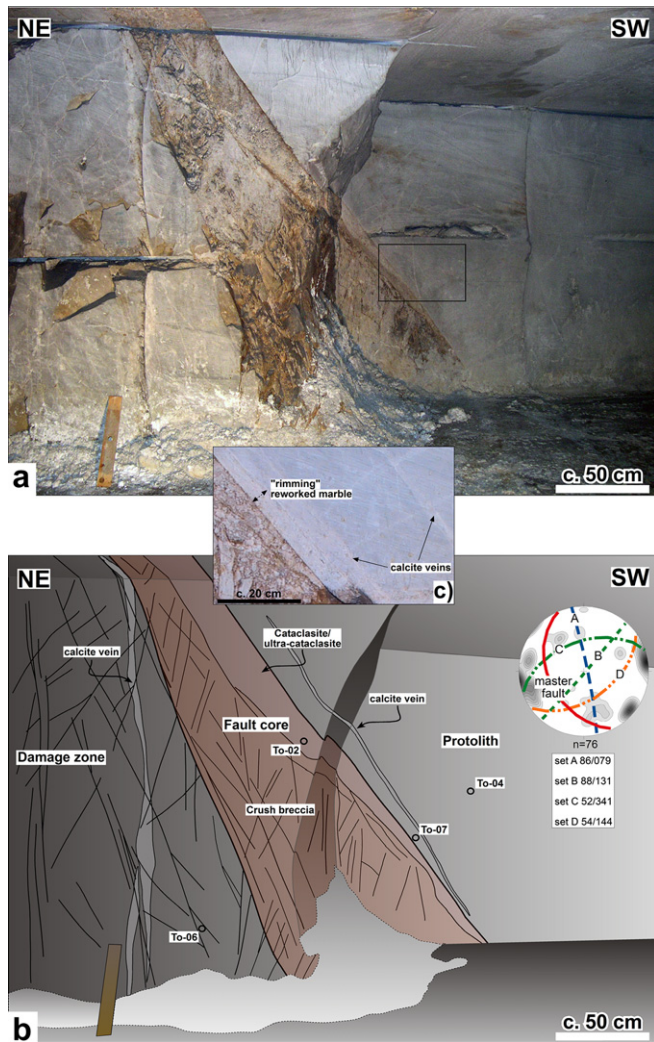 NE
SW
a
c. 50 cm
"rimming"
reworked marble
calcite veins
c. 20 cm
c)
NE
SW
calcite vein
Cataclasite/
ultra-cataclasite
calcite vein
Damage zone
Fault core
To-02
Protolith
To-04
Crush breccia
To-07
To-06
A
C
B
D
master
fault
n=76
set A 86/079
set B 88/131
set C 52/341
set D 54/144
b
c. 50 cm